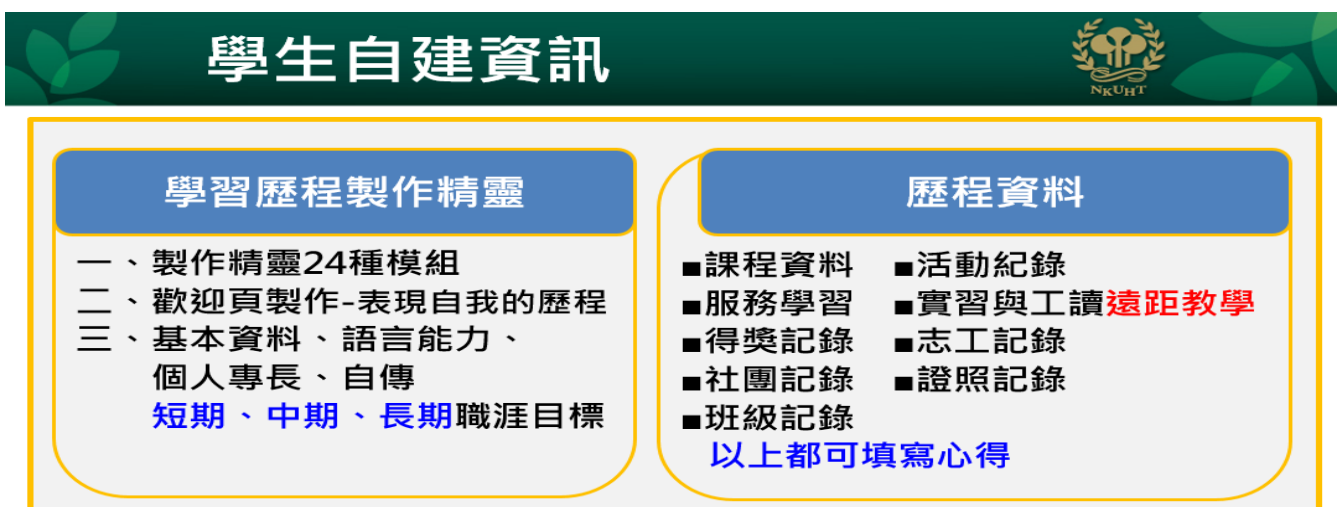 學生自建資訊
NKUHT
學習歷程製作精靈
一、製作精靈24種模組
二、歡迎頁製作-表現自我的歷程
三、基本資料、語言能力、
個人專長、自傳
短期、中期、長期職涯目標
歷程資料
■課程資料 ■活動紀錄
■服務學習 ■實習與工讀遠距教學
■得獎記錄 ■志工記錄
■社團記錄 ■證照記錄
■班級記錄
以上都可填寫心得